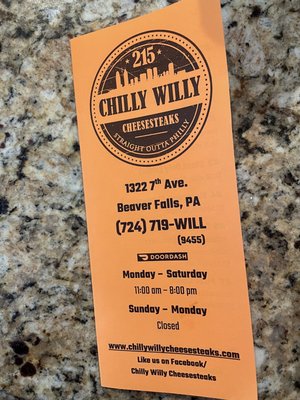 215
CHILLY WILLY
CHEESESTEAKS
STRAIGHT OUTTA PHILLY
1322 7th Ave.
Beaver Falls, PA
(724) 719-WILL
(9455)
DOORDASH
Monday – Saturday
11:00 am – 8:00 pm
Sunday – Monday
Closed
www.chillywillycheesesteaks.com
Like us on Facebook/
Chilly Willy Cheesesteaks